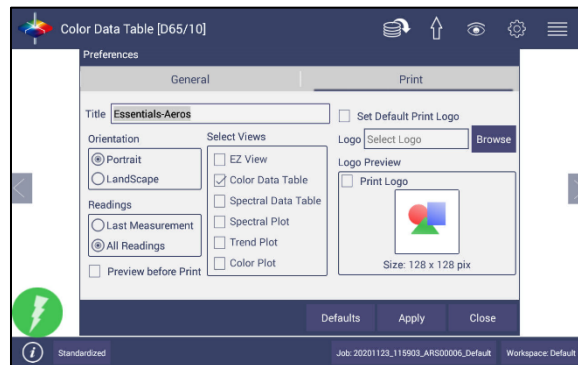 Color Data Table [D65/10]
Preferences
General
Print
Title Essentials-Aeros
Set Default Print Logo
Orientation
Select Views
Logo Select Logo Browse
Portrait
EZ View
Logo Preview
LandScape
Color Data Table
Print Logo
Spectral Data Table
Readings
Last Measurement
Spectral Plot
All Readings
Trend Plot
Preview before Print
Color Plot
Size: 128 x 128 pix
Defaults Apply Close
i Standardized Job: 20201123_115903_ARS00006_Default Workspace: Default